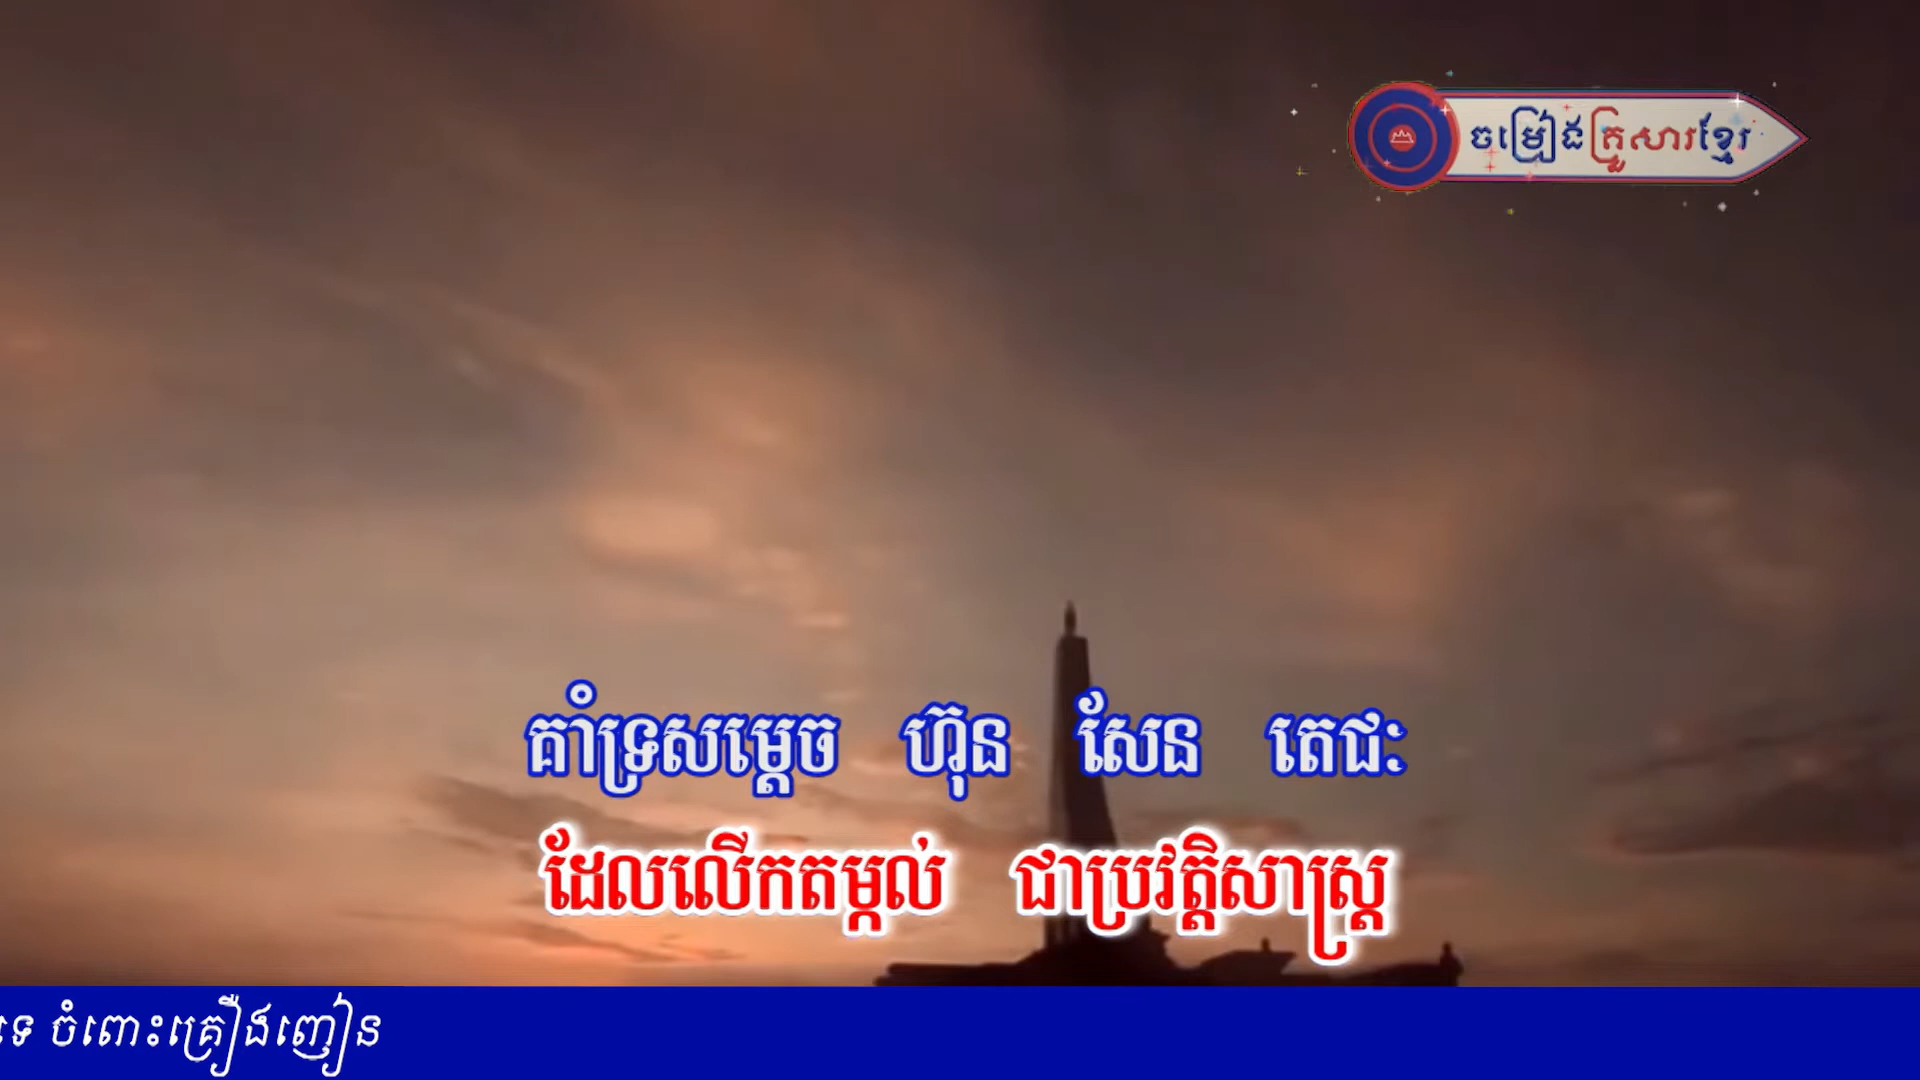 ចម្រៀងគ្រួសារខ្មែរ
គាំទ្រសម្ដេច ហ៊ុន សែន តេជៈ
ដែលលើកតម្កល់ ជាប្រវត្តិសាស្ត្រ
ទេ ចំពោះគ្រឿងញៀន